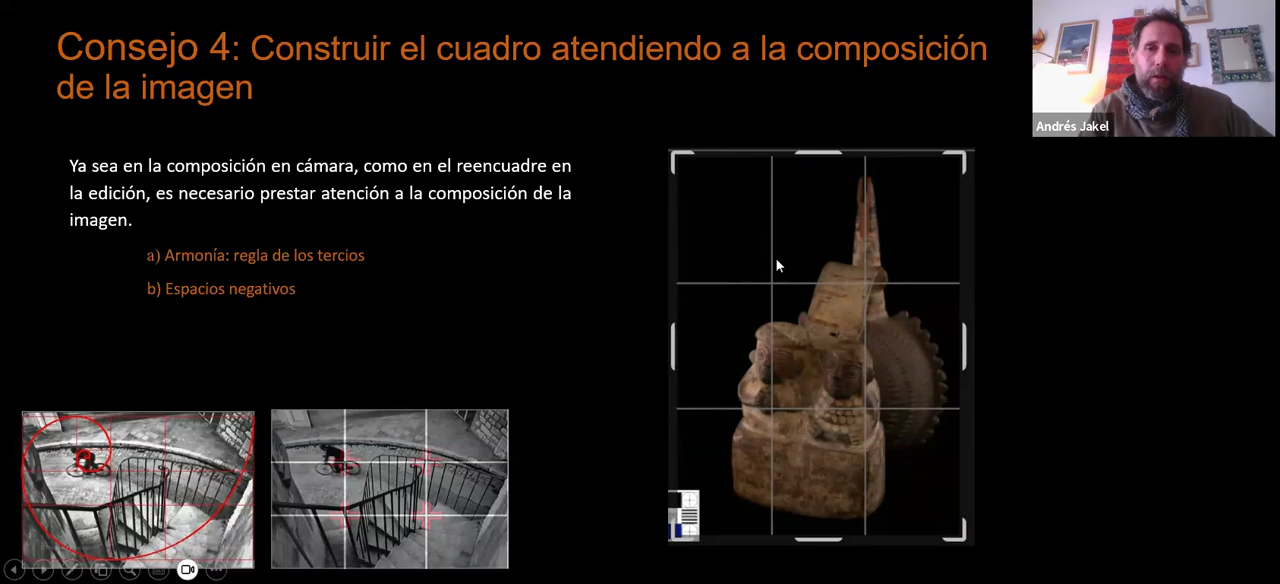 Consejo 4: Construir el cuadro atendiendo a la composición
de la imagen
Andrés Jakel
Ya sea en la composición en cámara, como en el reencuadre en
la edición, es necesario prestar atención a la composición de la
imagen.
a) Armonía: regla de los tercios
b) Espacios negativos